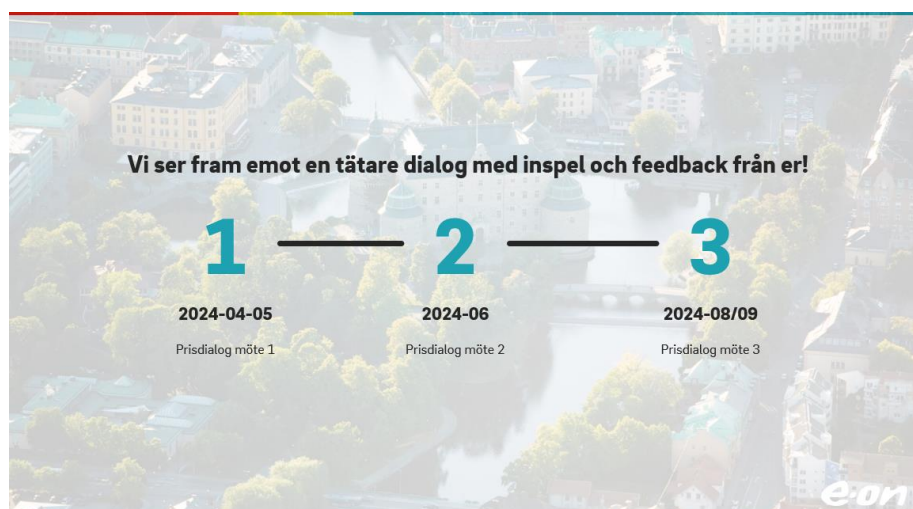 Vi ser fram emot en tätare dialog med inspel och feedback från er!
1 2 3
2024-04-05 2024-06 2024-08/09
Prisdialog möte 1 Prisdialog möte 2 Prisdialog möte 3
e·on